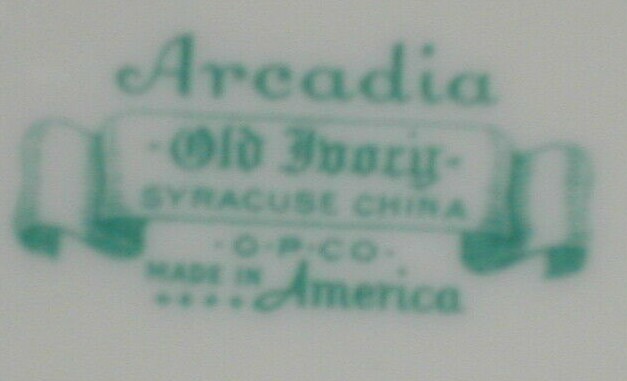 Arcadia
·Old Ivory·
SYRACUSE CHINA
·O·P·CO·
MADE IN America